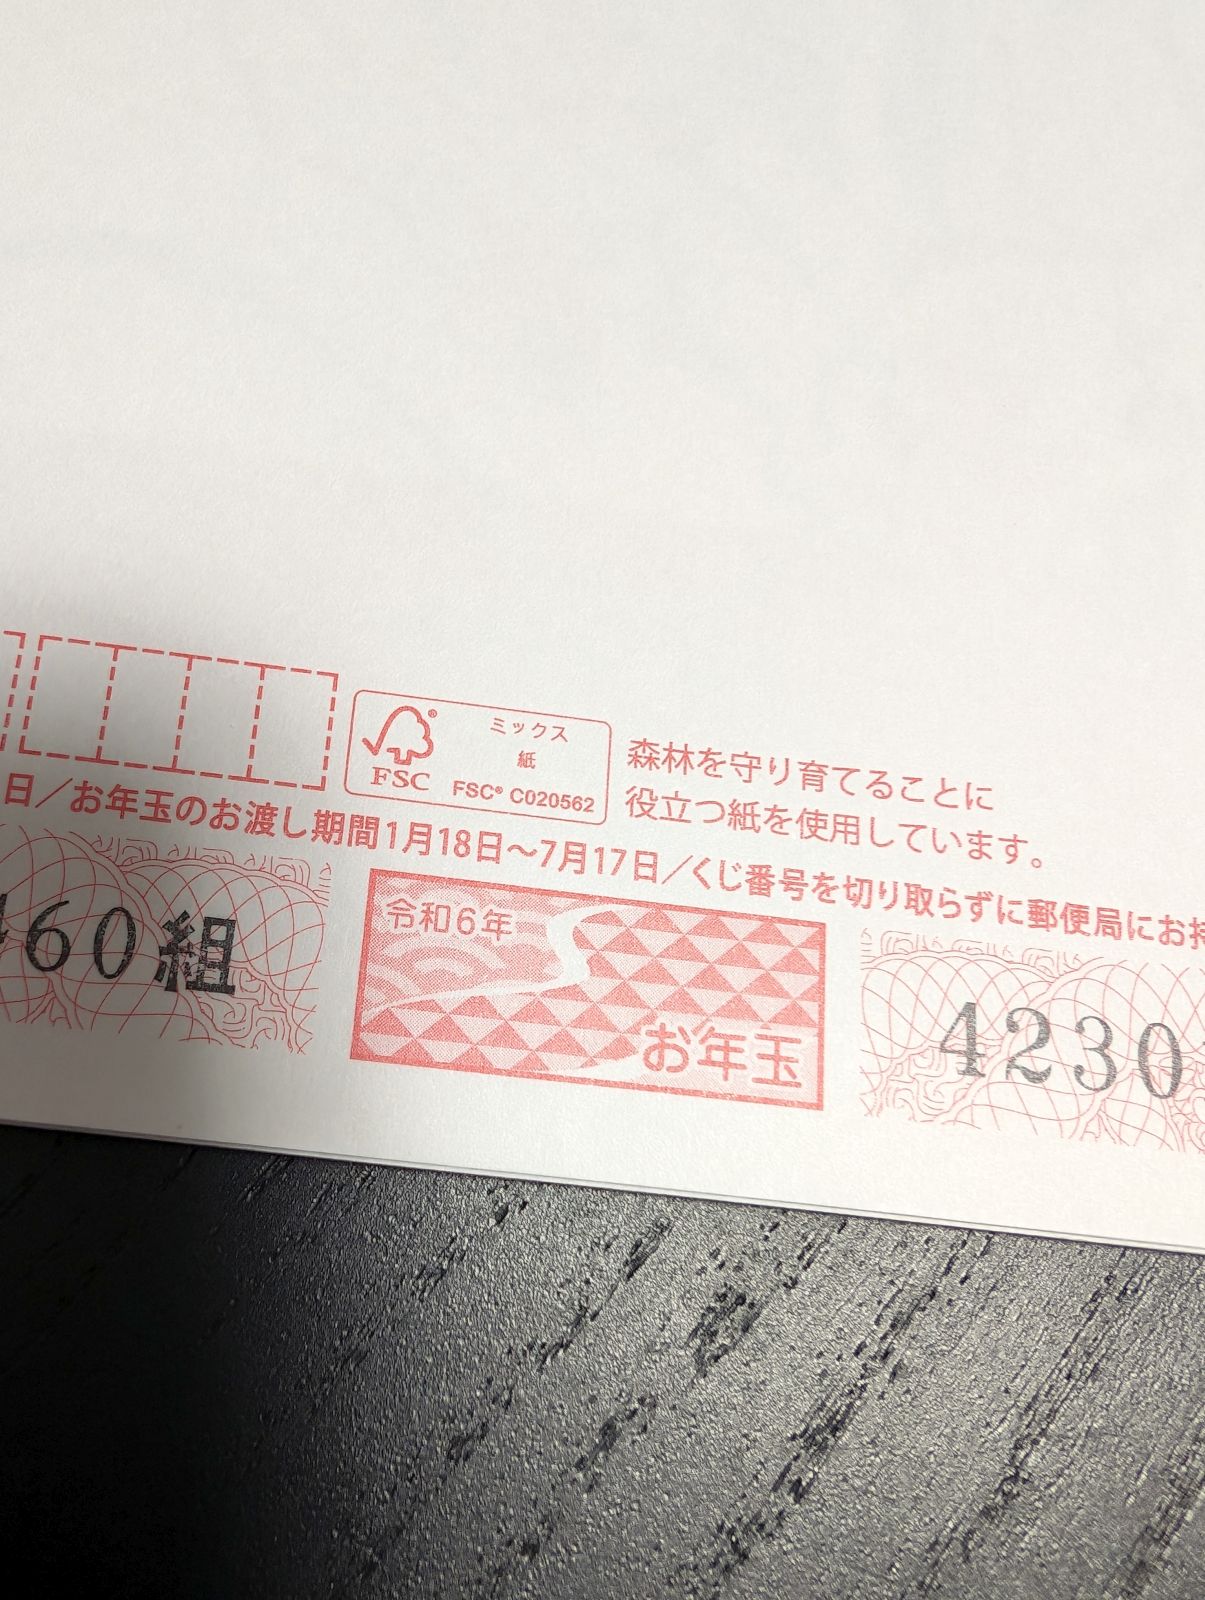 ミックス
紙
FSC
FSC® C020562
森林を守り育てることに
役立つ紙を使用しています。
日/お年玉のお渡し期間1月18日~7月17日/くじ番号を切り取らずに郵便局にお持
460組
令和6年
お年玉
4230